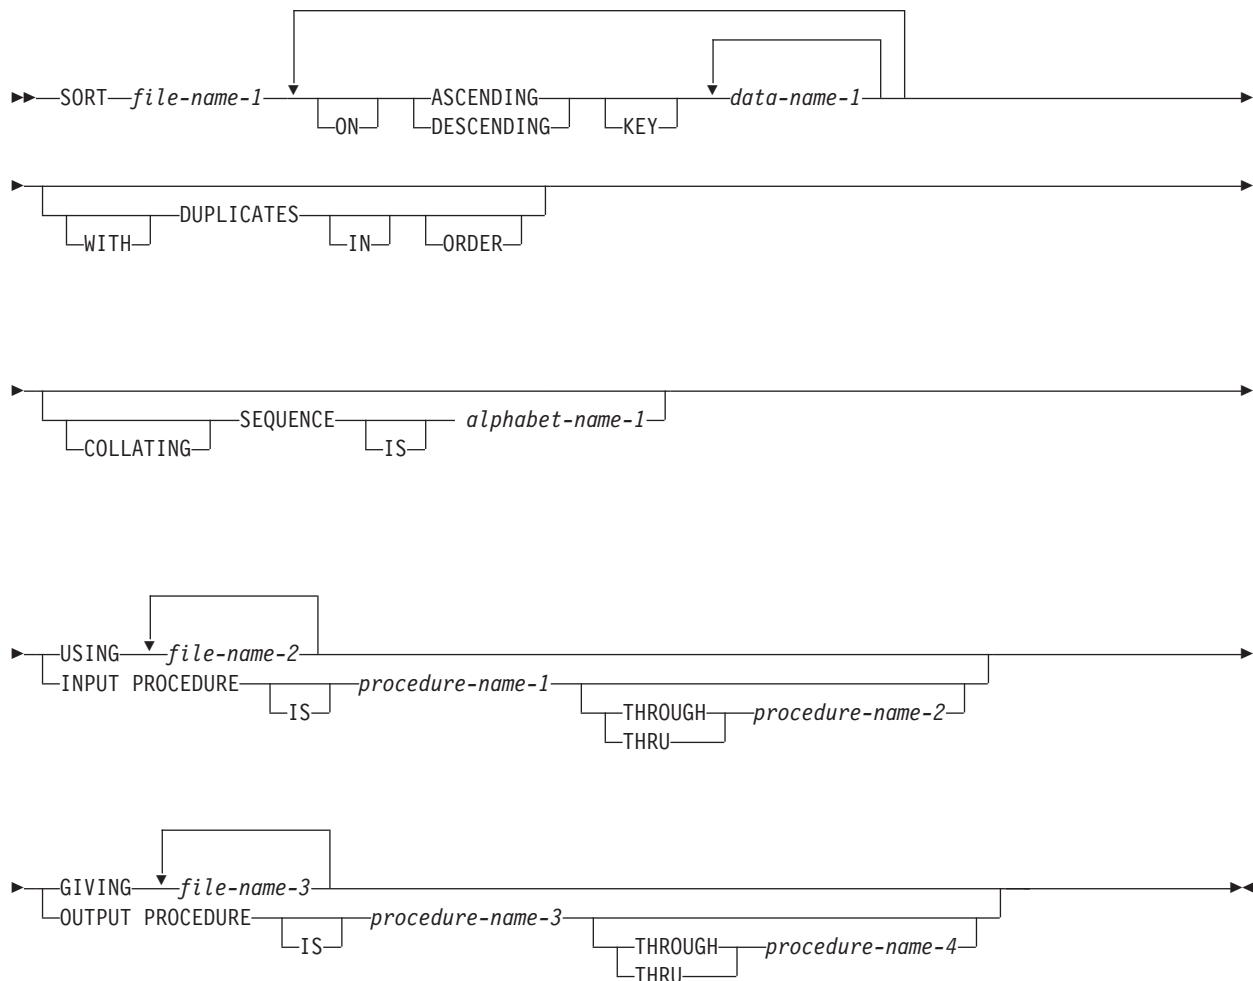 SORT file-name-1 ASCENDING data-name-1
ON DESCENDING KEY
DUPLICATES
WITH IN ORDER
SEQUENCE alphabet-name-1
COLLATING IS
USING file-name-2
INPUT PROCEDURE procedure-name-1
IS THROUGH procedure-name-2
THRU
GIVING file-name-3
OUTPUT PROCEDURE procedure-name-3
IS THROUGH procedure-name-4
THRU